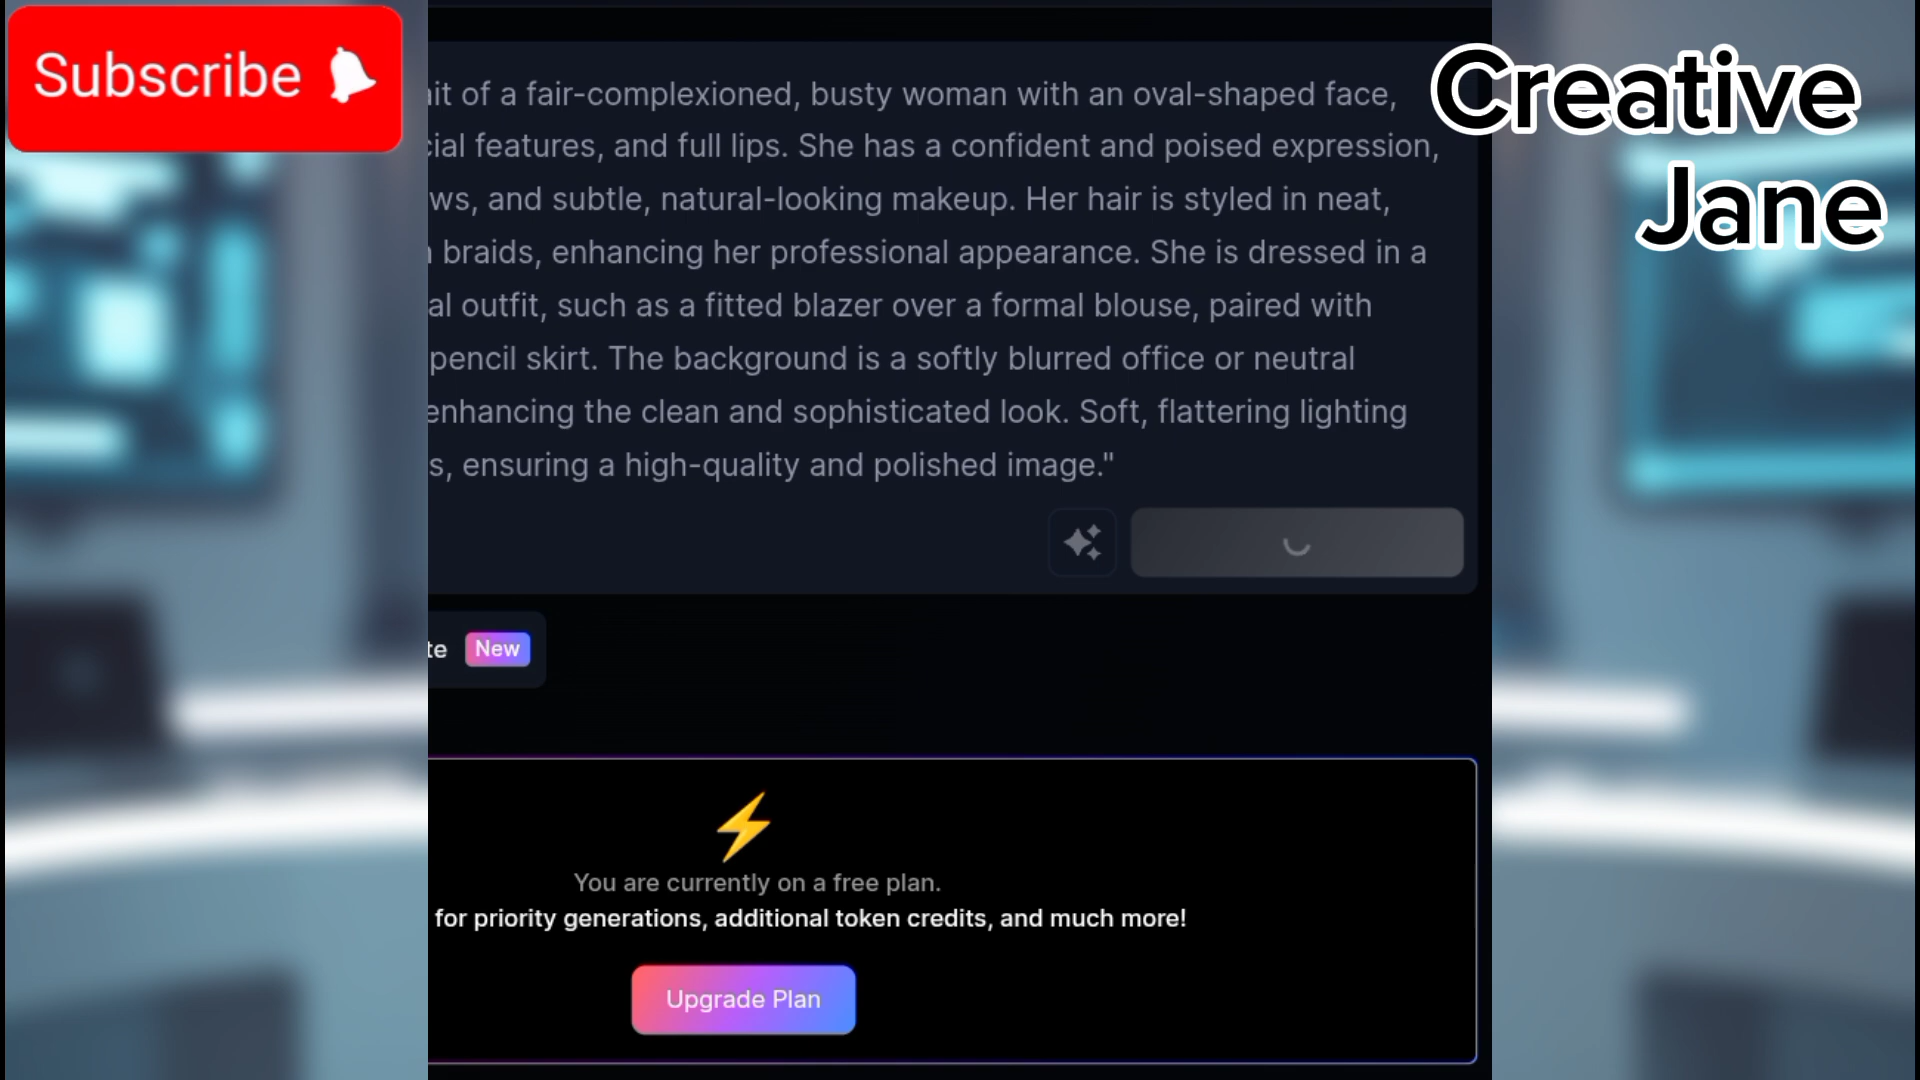 Subscribe
Creative
Jane
of a fair-complexioned, busty woman with an oval-shaped face,
features, and full lips. She has a confident and poised expression,
and subtle, natural-looking makeup. Her hair is styled in neat,
braids, enhancing her professional appearance. She is dressed in a
outfit, such as a fitted blazer over a formal blouse, paired with
pencil skirt. The background is a softly blurred office or neutral
enhancing the clean and sophisticated look. Soft, flattering lighting
ensuring a high-quality and polished image."
New
You are currently on a free plan.
for priority generations, additional token credits, and much more!
Upgrade Plan